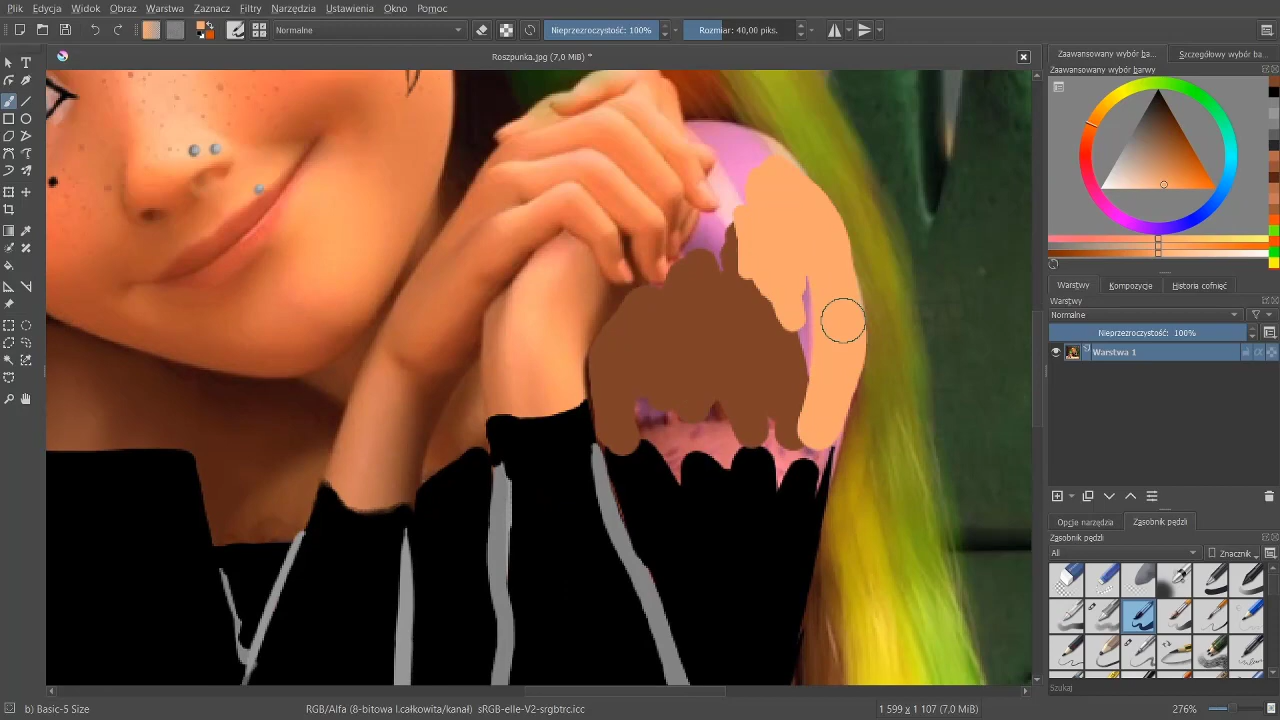 Plik Edycja Widok Obraz Warstwa Zaznacz Filtry Narzędzia Ustawienia Okno Pomoc
Normalne
Nieprzezroczystość: 100%
Rozmiar: 40,00 piks.
Roszpunka.jpg (7,0 MiB) *
Zaawansowany wybór ba...
Szczegółowy wybór ba...
Zaawansowany wybór barwy
Warstwy
Kompozycje
Historia cofnięć
Warstwy
Normalne
Nieprzezroczystość: 100%
Warstwa 1
Opcje narzędzia
Zasobnik pędzli
Zasobnik pędzli
All
Znacznik
Szukaj
b) Basic-5 Size
RGB/Alfa (8-bitowa l.całkowita/kanał) sRGB-elle-V2-srgbtrc.icc
1 599 x 1 107 (7,0 MiB)
276%